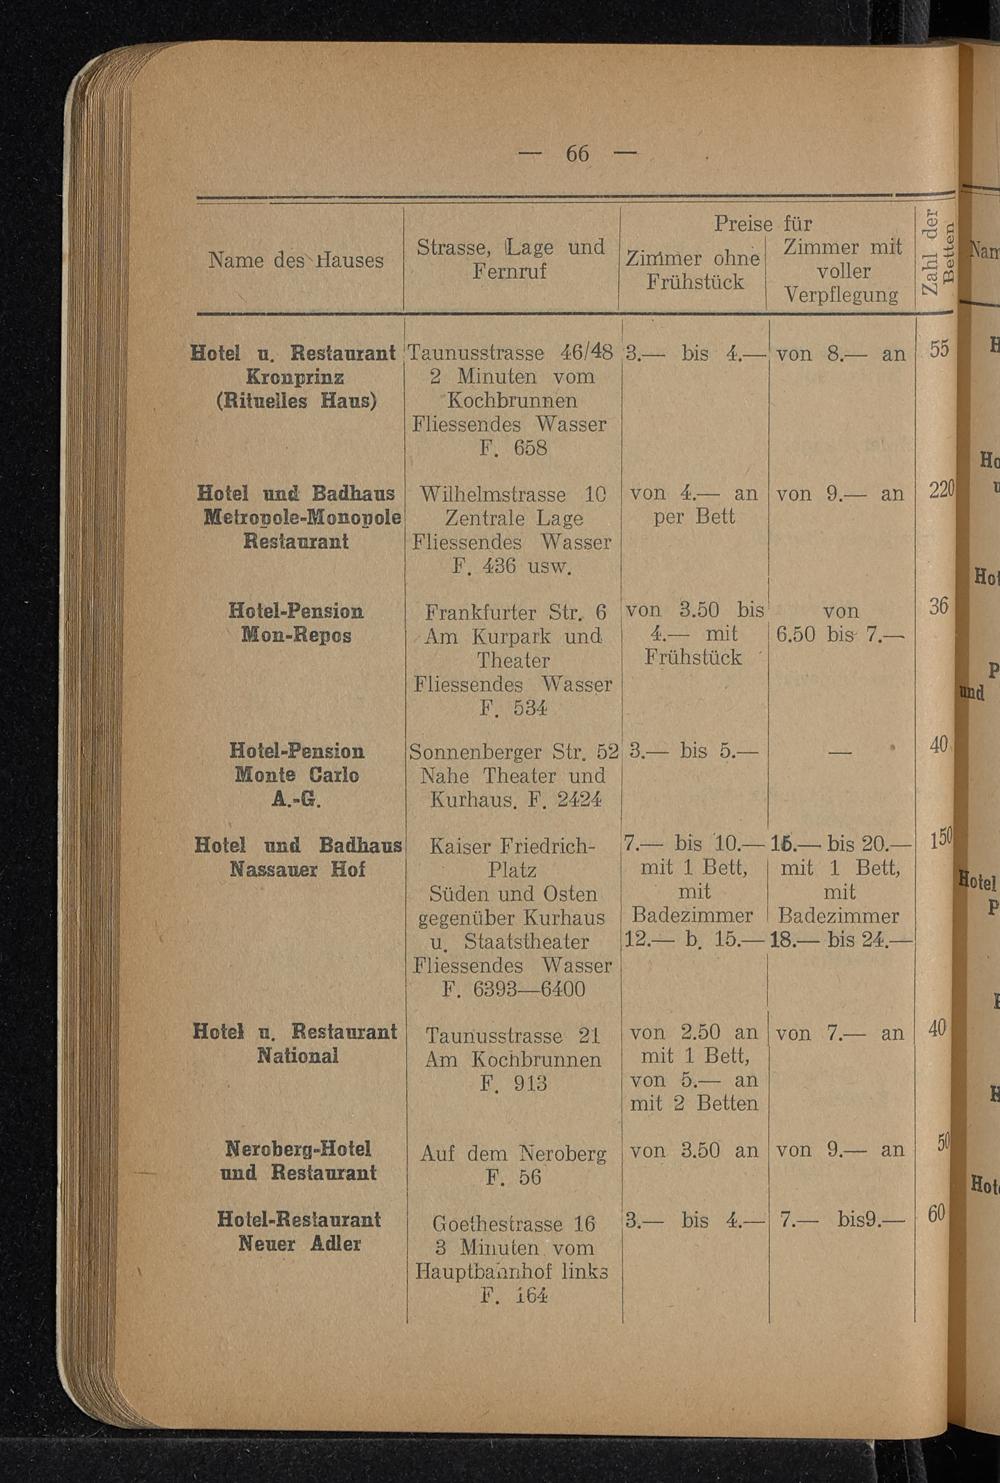 — 66 —
Name des Hauses
Strasse, Lage und
Fernruf
Preise für
Zimmer ohne
Frühstück
Zimmer mit
voller
Verpflegung
Zahl der
Betten
Hotel u. Restaurant Taunusstrasse 46/48 3.— bis 4.— von 8.— an 55
Kronprinz 2 Minuten vom
(Rituelles Haus) Kochbrunnen
Fliessendes Wasser
F. 658
Hotel und Badhaus Wilhelmstrasse 10 von 4.— an von 9.— an 220
Metropole-Monopole Zentrale Lage per Bett
Restaurant Fliessendes Wasser
F. 436 usw.
Hotel-Pension Frankfurter Str. 6 von 3.50 bis von 36
Mon-Repos Am Kurpark und 4.— mit 6.50 bis 7.—
Theater Frühstück
Fliessendes Wasser
F. 534
Hotel-Pension Sonnenberger Str. 52 3.— bis 5.— — 40
Monte Carlo Nahe Theater und
A.-G. Kurhaus. F. 2424
Hotel und Badhaus Kaiser Friedrich- 7.— bis 10.— 15.— bis 20.— 150
Nassauer Hof Platz mit 1 Bett, mit 1 Bett,
Süden und Osten mit mit
gegenüber Kurhaus Badezimmer Badezimmer
u. Staatstheater 12.— b. 15.— 18.— bis 24.—
Fliessendes Wasser
F. 6393—6400
Hotel u. Restaurant Taunusstrasse 21 von 2.50 an von 7.— an 40
National Am Kochbrunnen mit 1 Bett,
F. 913 von 5.— an
mit 2 Betten
Neroberg-Hotel Auf dem Neroberg von 3.50 an von 9.— an 50
und Restaurant F. 56
Hotel-Restaurant Goethestrasse 16 3.— bis 4.— 7.— bis9.— 60
Neuer Adler 3 Minuten vom
Hauptbahnhof links
F. 164
und
Hotel